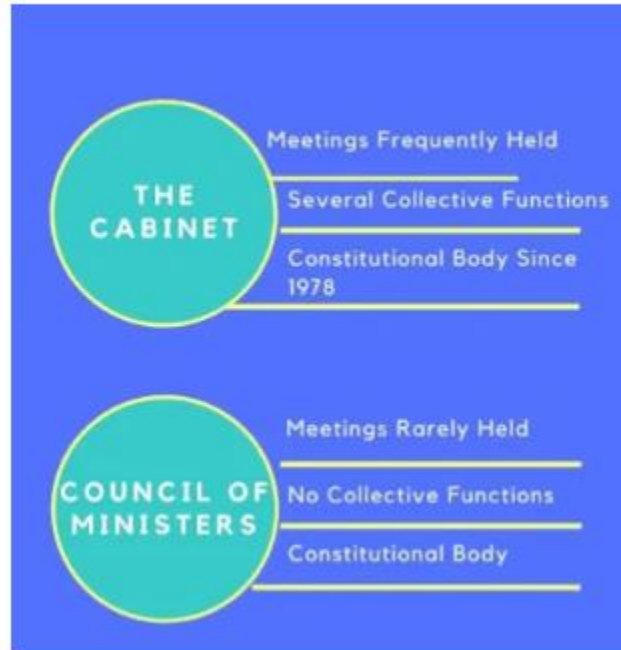 THE
CABINET
Meetings Frequently Held
Several Collective Functions
Constitutional Body Since
1978
COUNCIL OF
MINISTERS
Meetings Rarely Held
No Collective Functions
Constitutional Body